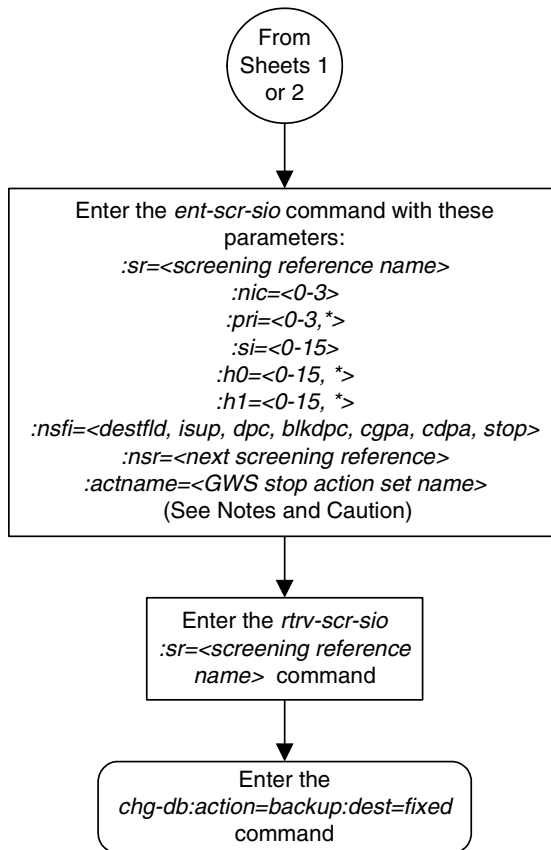 From
Sheets 1
or 2
Enter the ent-scr-sio command with these
parameters:
:sr=<screening reference name>
:nic=<0-3>
:pri=<0-3,*>
:si=<0-15>
:h0=<0-15, *>
:h1=<0-15, *>
:nsfi=<destfld, isup, dpc, blkdpc, cgpa, cdpa, stop>
:nsr=<next screening reference>
:actname=<GWS stop action set name>
(See Notes and Caution)
Enter the rtrv-scr-sio
:sr=<screening reference
name> command
Enter the
chg-db:action=backup:dest=fixed
command